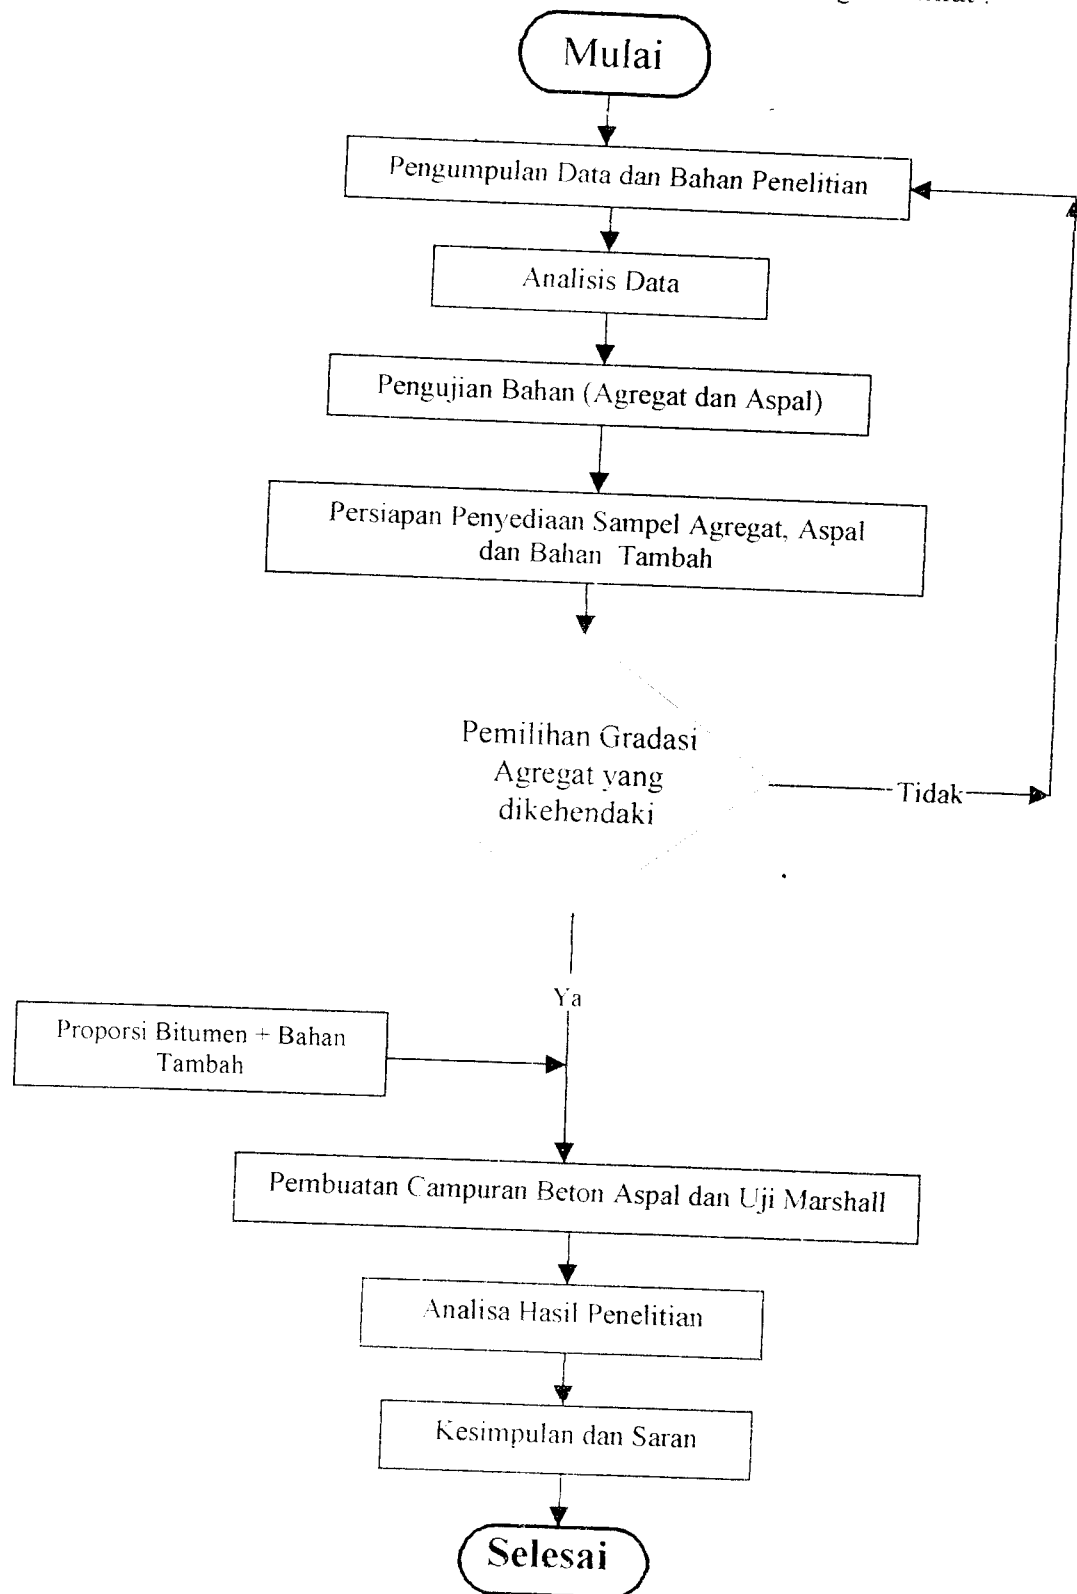 Mulai
Pengumpulan Data dan Bahan Penelitian
Analisis Data
Pengujian Bahan (Agregat dan Aspal)
Persiapan Penyediaan Sampel Agregat, Aspal
dan Bahan Tambah
Pemilihan Gradasi
Agregat yang
dikehendaki
Tidak
Ya
Proporsi Bitumen + Bahan
Tambah
Pembuatan Campuran Beton Aspal dan Uji Marshall
Analisa Hasil Penelitian
Kesimpulan dan Saran
Selesai